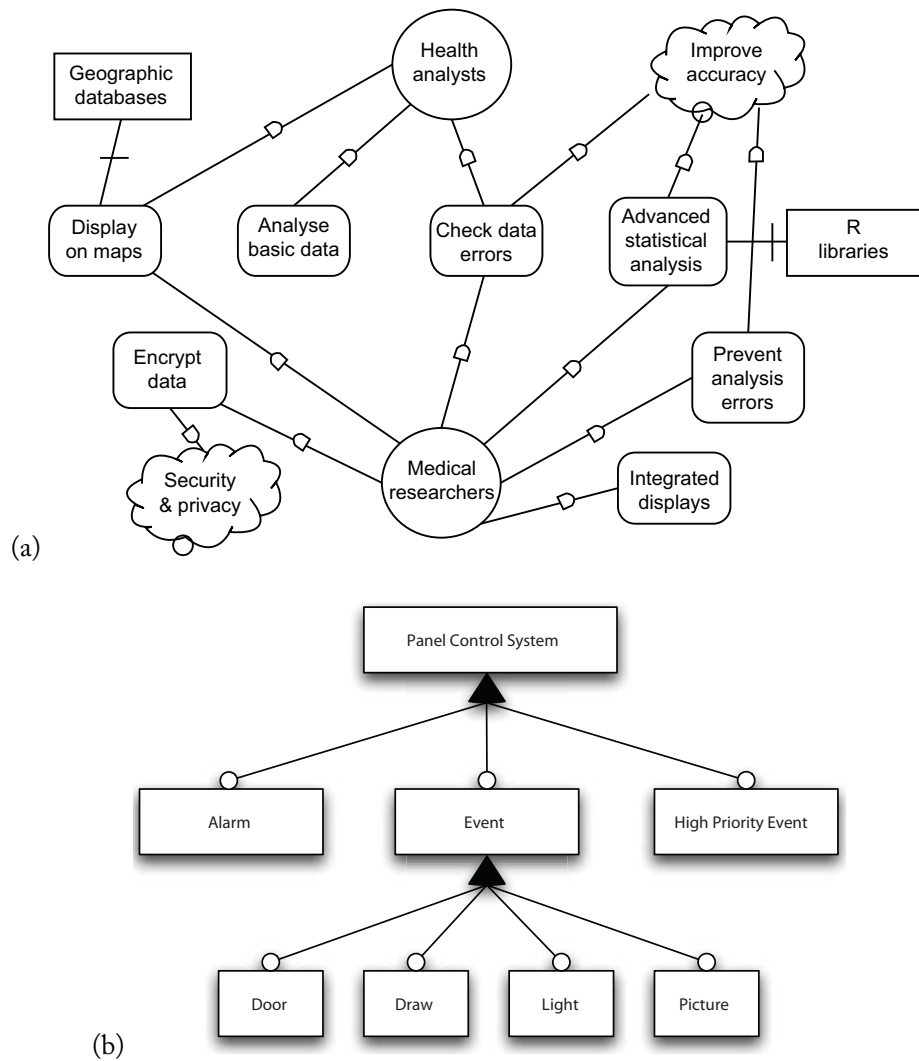 Health
analysts
Improve
accuracy
Geographic
databases
Display
on maps
Analyse
basic data
Check data
errors
Advanced
statistical
analysis
R
libraries
Encrypt
data
Prevent
analysis
errors
Security
& privacy
Medical
researchers
Integrated
displays
(a)
Panel Control System
Alarm
Event
High Priority Event
Door
Draw
Light
Picture
(b)